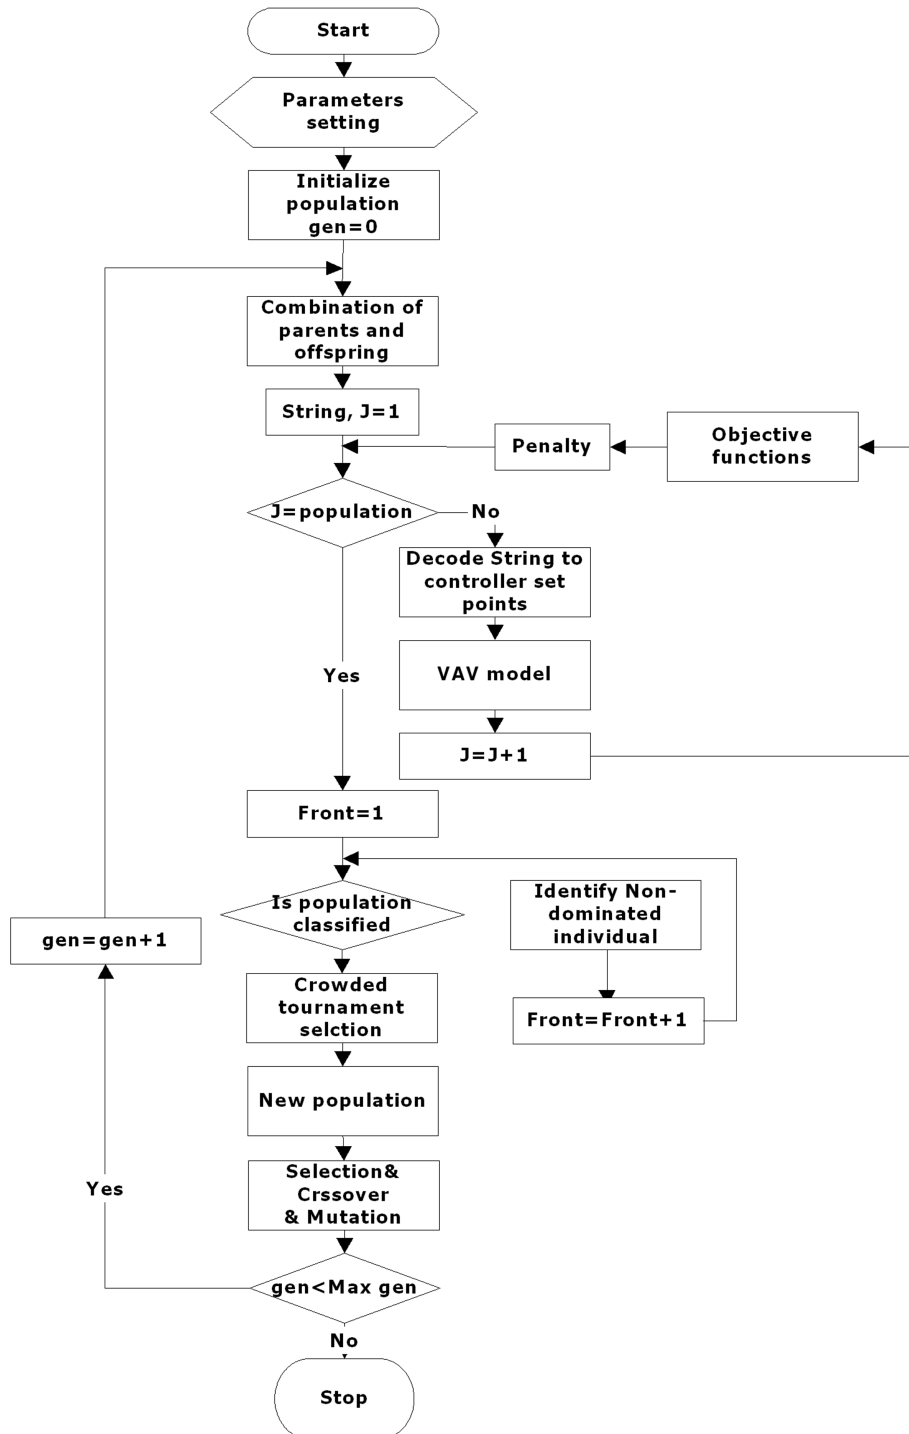 Start
Parameters
setting
Initialize
population
gen=0
Combination of
parents and
offspring
String, J=1
Penalty
Objective
functions
J=population
No
Decode String to
controller set
points
VAV model
Yes
J=J+1
Front=1
Is population
classified
Identify Non-
dominated
individual
gen=gen+1
Crowded
tournament
selction
Front=Front+1
New population
Selection&
Crssover
& Mutation
Yes
gen<Max gen
No
Stop